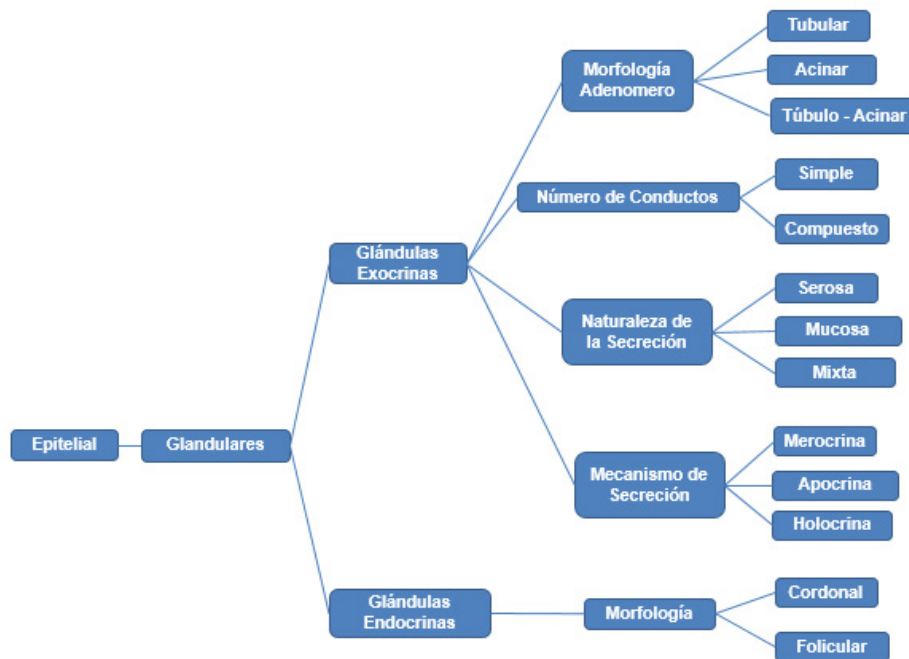 Epitelial
Glandulares
Glándulas
Exocrinas
Morfología
Adenomero
Tubular
Acinar
Túbulo - Acinar
Número de Conductos
Simple
Compuesto
Naturaleza de
la Secreción
Serosa
Mucosa
Mixta
Mecanismo de
Secreción
Merocrina
Apocrina
Holocrina
Glándulas
Endocrinas
Morfología
Cordonal
Folicular